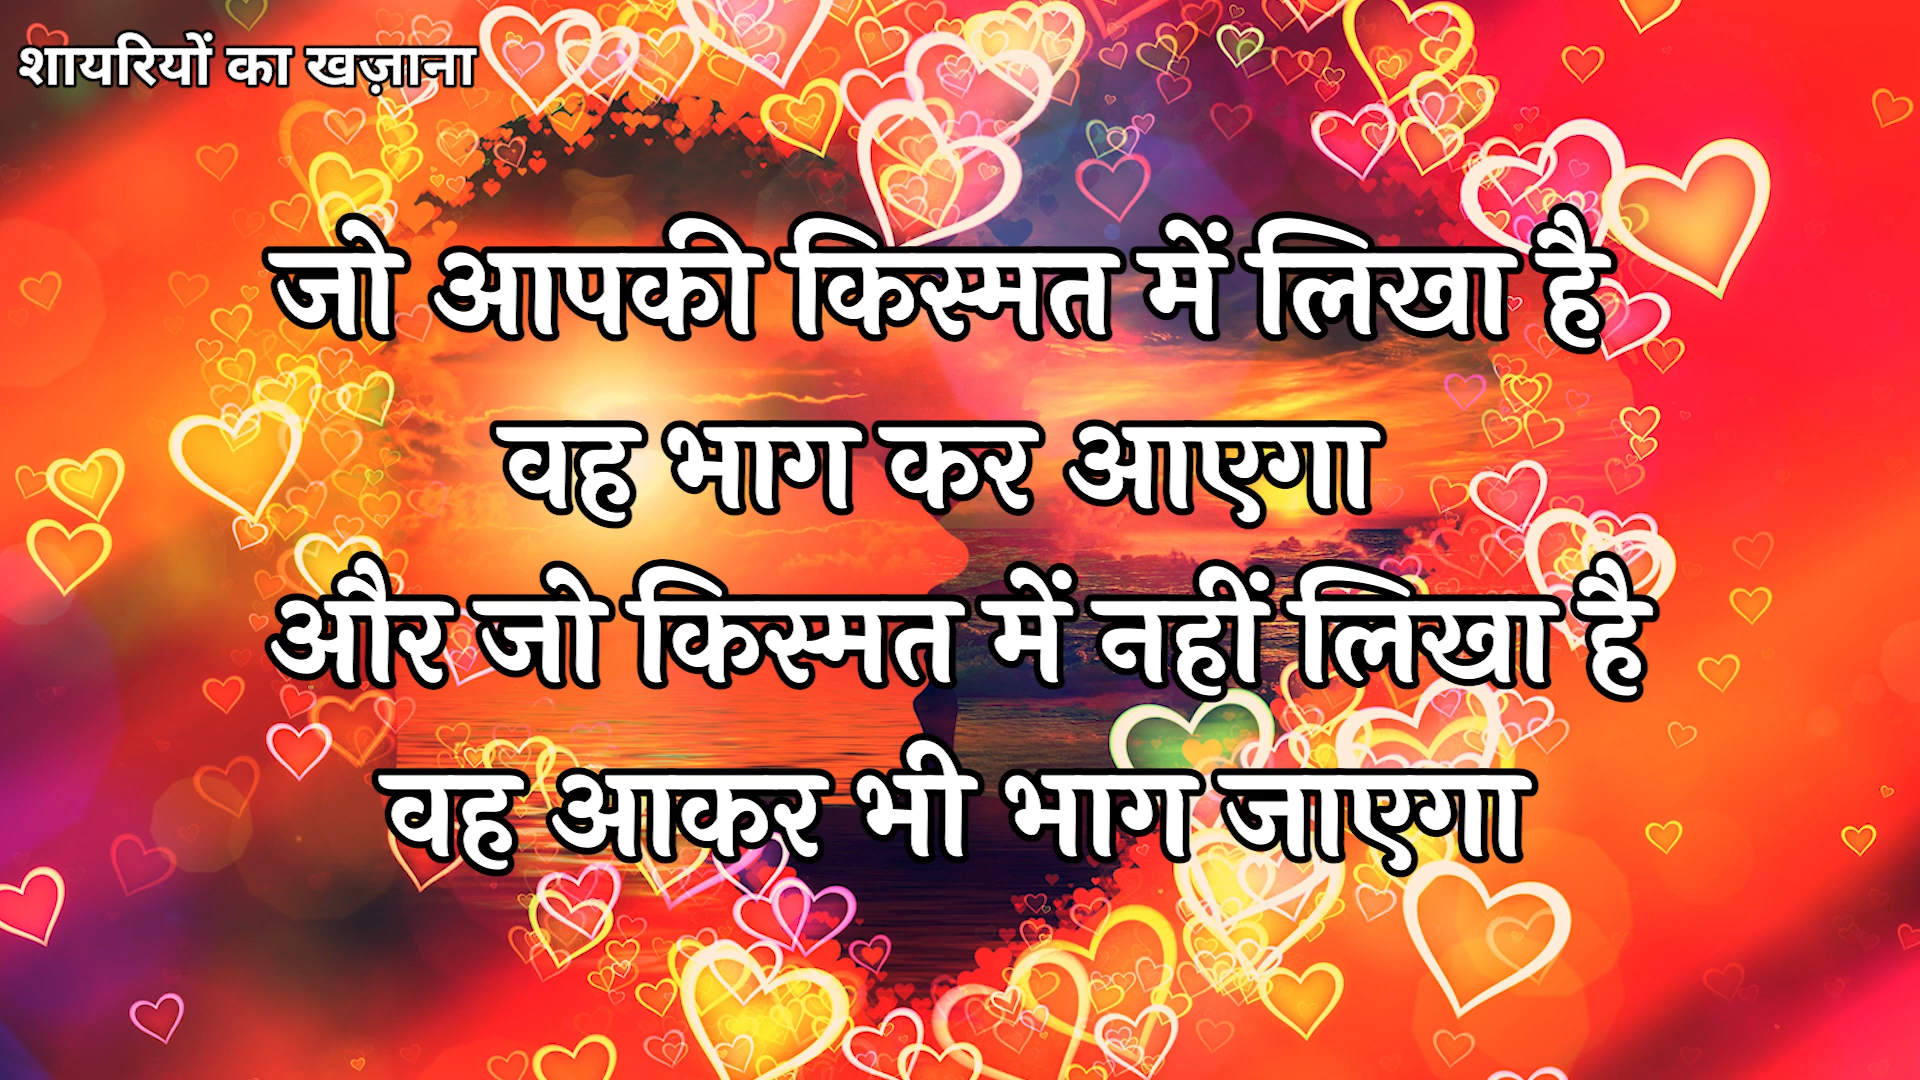 शायरियों का खज़ाना
जो आपकी किस्मत में लिखा है
वह भाग कर आएगा
और जो किस्मत में नहीं लिखा है
वह आकर भी भाग जाएगा